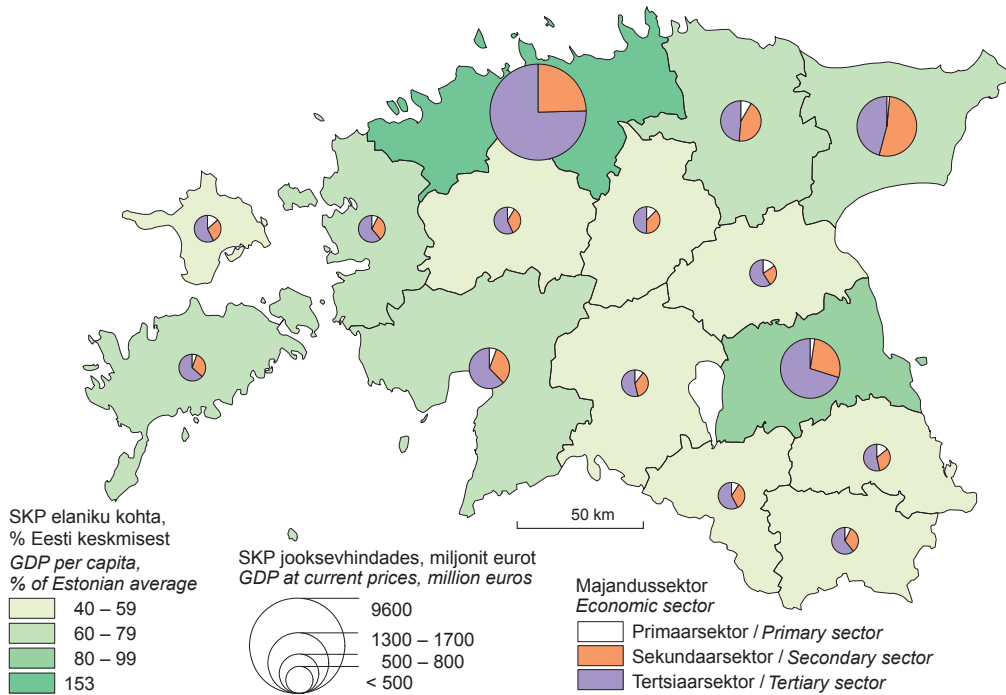 50 km
SKP elaniku kohta,
% Eesti keskmisest
GDP per capita,
% of Estonian average
40 – 59
60 – 79
80 – 99
153
SKP jooksevhindades, miljonit eurot
GDP at current prices, million euros
9600
1300 – 1700
500 – 800
< 500
Majandussektor
Economic sector
Primaarsektor / Primary sector
Sekundaarsektor / Secondary sector
Tertsiaarsektor / Tertiary sector